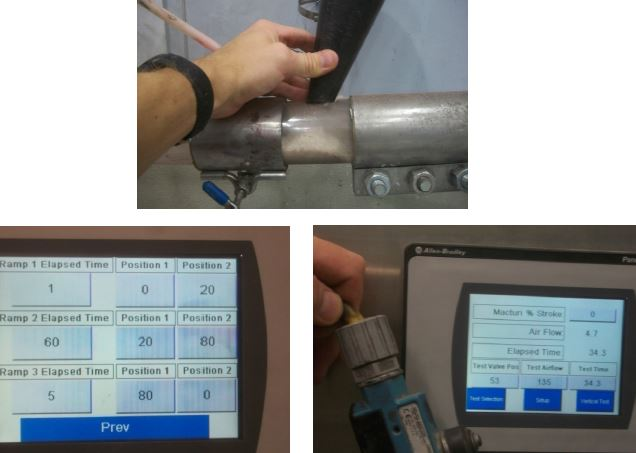 Ramp 1 Elapsed Time Position 1 Position 2
1 0 20
Ramp 2 Elapsed Time Position 1 Position 2
60 20 80
Ramp 3 Elapsed Time Position 1 Position 2
5 80 0
Prev
Allen-Bradley
Pan
Macturi % Stroke 0
Air Flow: 4.7
Elapsed Time: 34.3
Test Valve Pos Test Airflow Test Time
53 135 34.3
Test Selection Setup Vertical Test